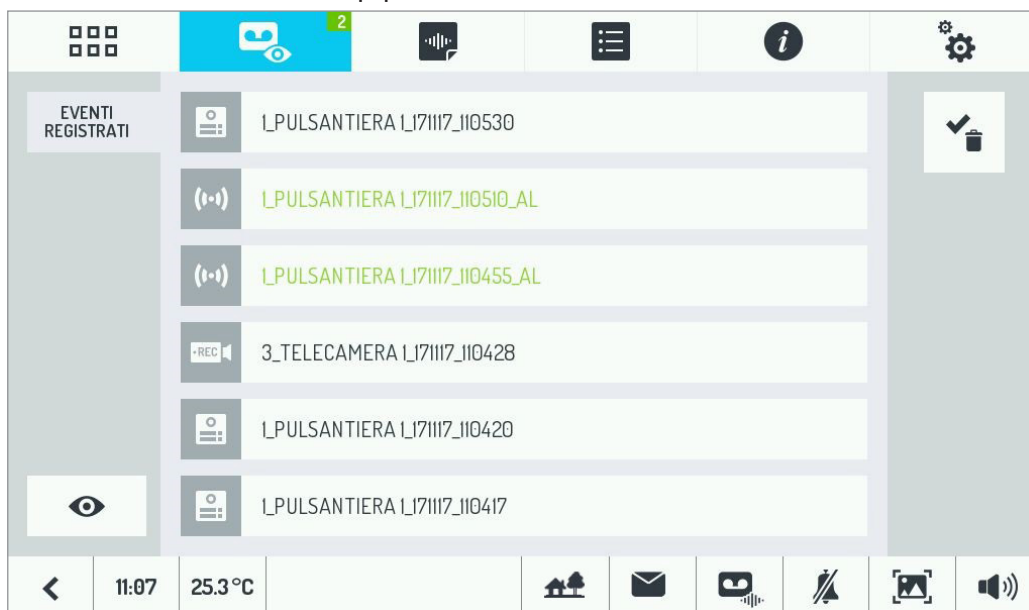 2
i
EVENTI
REGISTRATI
1_PULSANTIERA 1_171117_110530
1_PULSANTIERA 1_171117_110510_AL
1_PULSANTIERA 1_171117_110455_AL
•REC
3_TELECAMERA 1_171117_110428
1_PULSANTIERA 1_171117_110420
1_PULSANTIERA 1_171117_110417
11:07
25.3°C